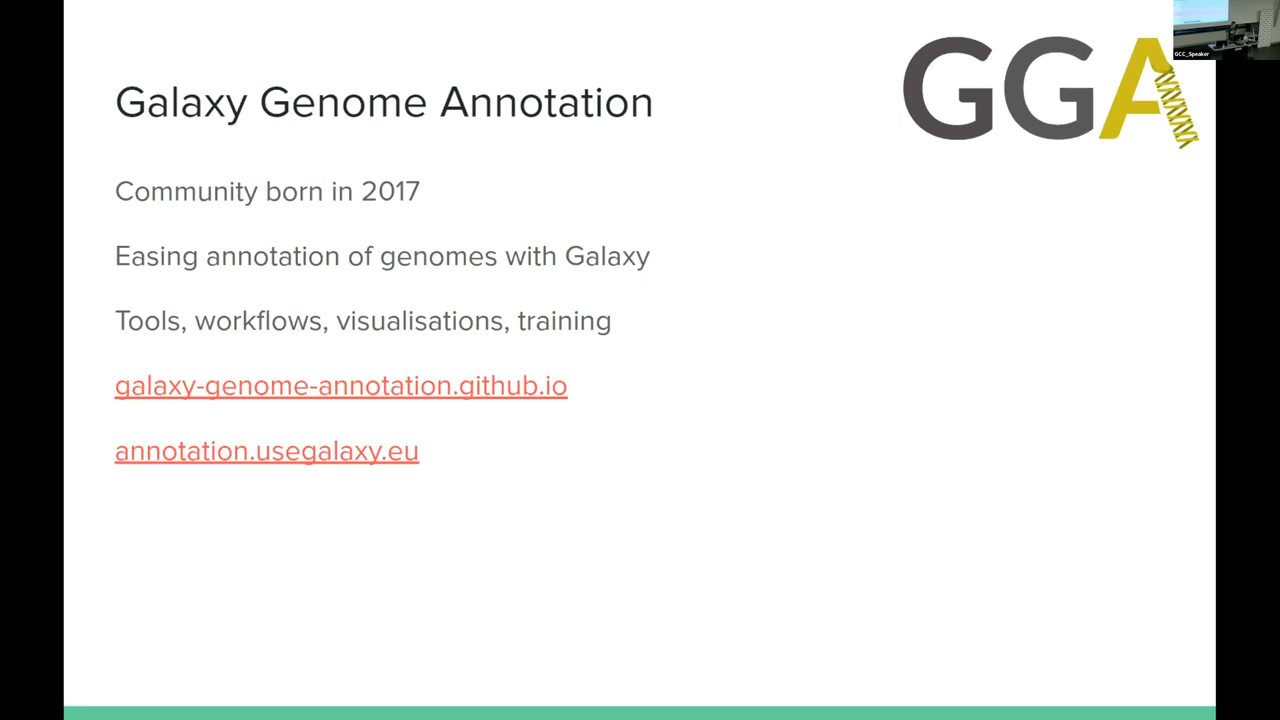 GGA
GCC_Speaker
Galaxy Genome Annotation
Community born in 2017
Easing annotation of genomes with Galaxy
Tools, workflows, visualisations, training
galaxy-genome-annotation.github.io
annotation.usegalaxy.eu